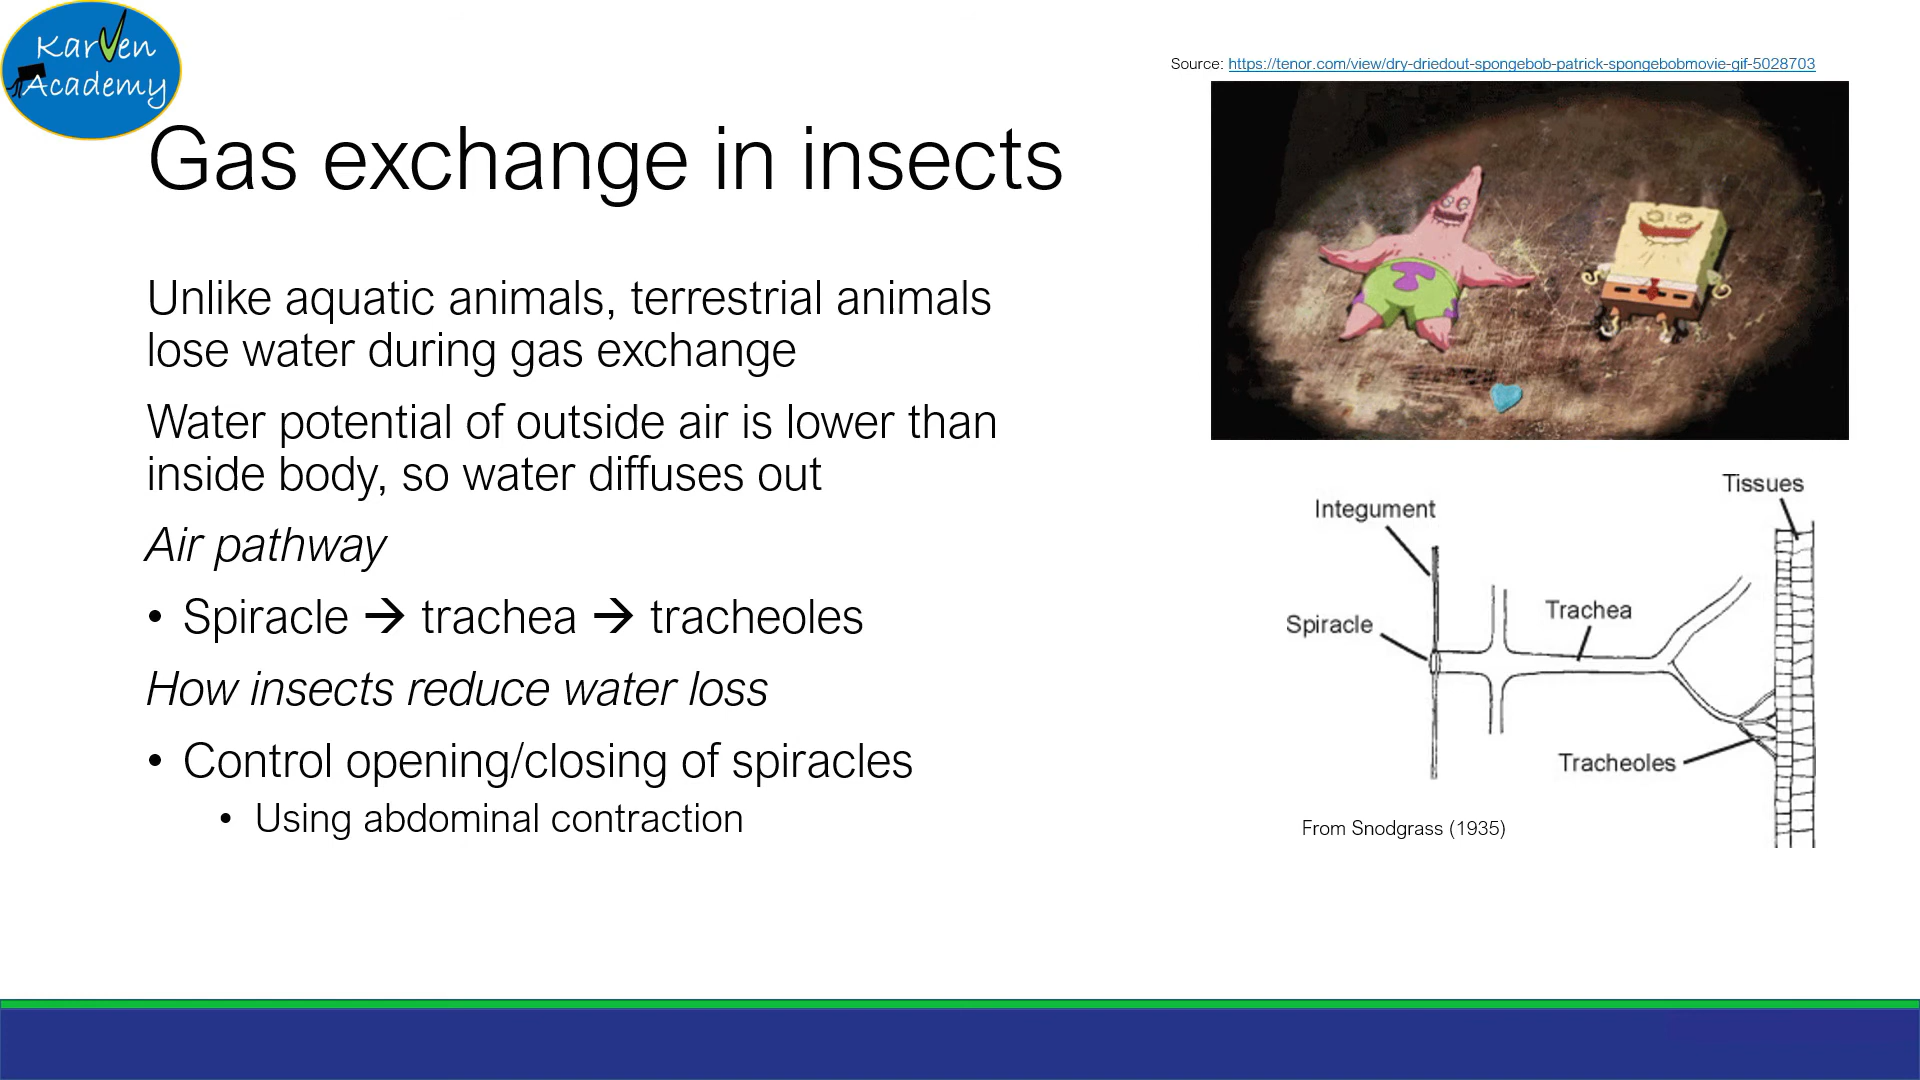 KarVen
Academy
Source: https://tenor.com/view/dry-driedout-spongebob-patrick-spongebobmovie-gif-5028703
Gas exchange in insects
Unlike aquatic animals, terrestrial animals
lose water during gas exchange
Water potential of outside air is lower than
inside body, so water diffuses out
Air pathway
• Spiracle → trachea → tracheoles
How insects reduce water loss
• Control opening/closing of spiracles
• Using abdominal contraction
Tissues
Integument
Trachea
Spiracle
Tracheoles
From Snodgrass (1935)